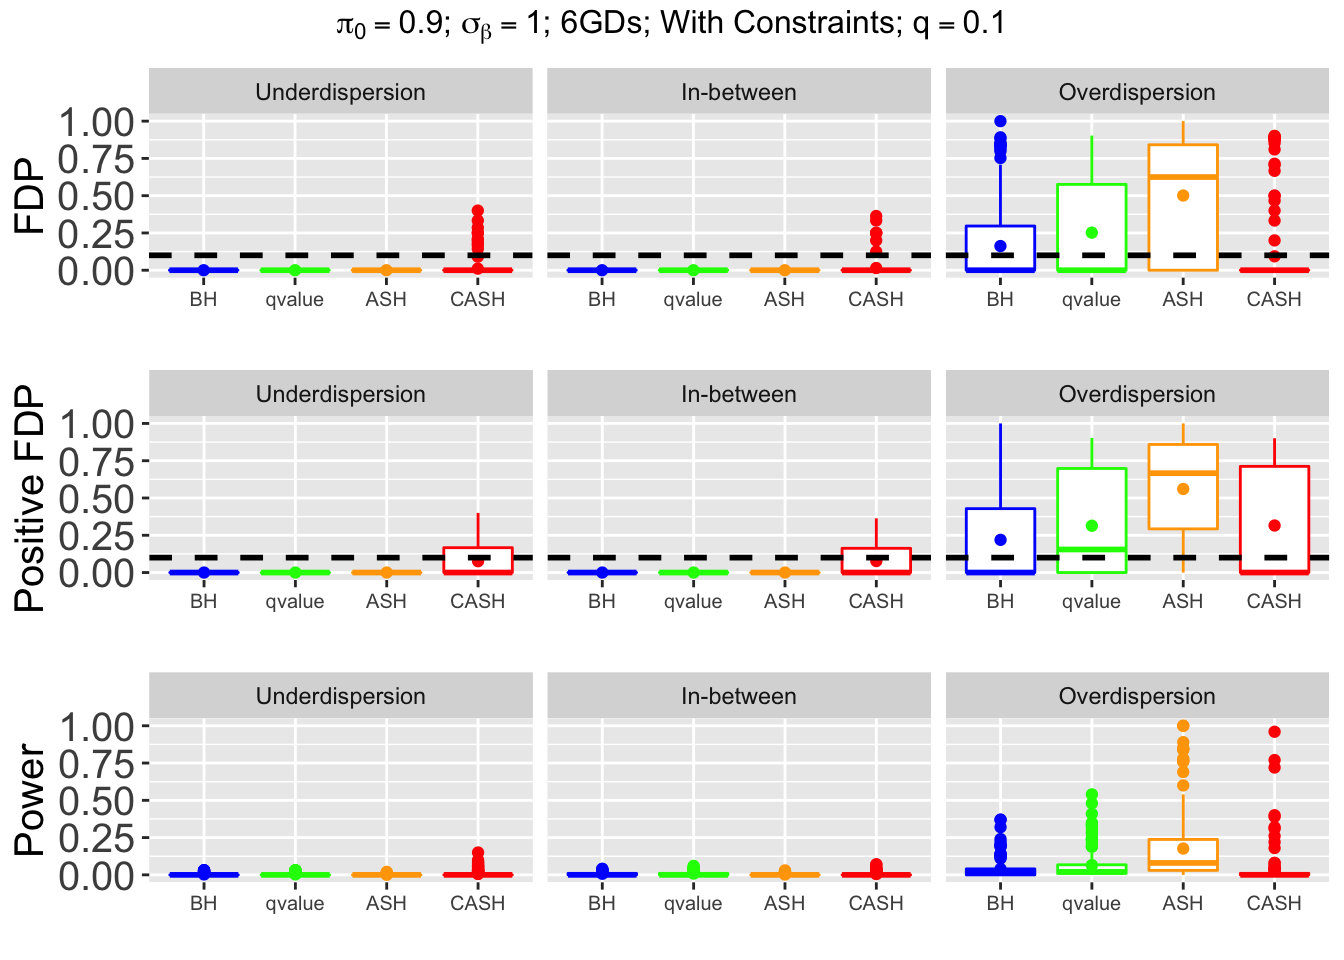 π₀ = 0.9; σᵦ = 1; 6GDs; With Constraints; q = 0.1
Underdispersion In-between Overdispersion
FDP
1.00
0.75
0.50
0.25
0.00
BH qvalue ASH CASH BH qvalue ASH CASH BH qvalue ASH CASH
Underdispersion In-between Overdispersion
Positive FDP
1.00
0.75
0.50
0.25
0.00
BH qvalue ASH CASH BH qvalue ASH CASH BH qvalue ASH CASH
Underdispersion In-between Overdispersion
Power
1.00
0.75
0.50
0.25
0.00
BH qvalue ASH CASH BH qvalue ASH CASH BH qvalue ASH CASH